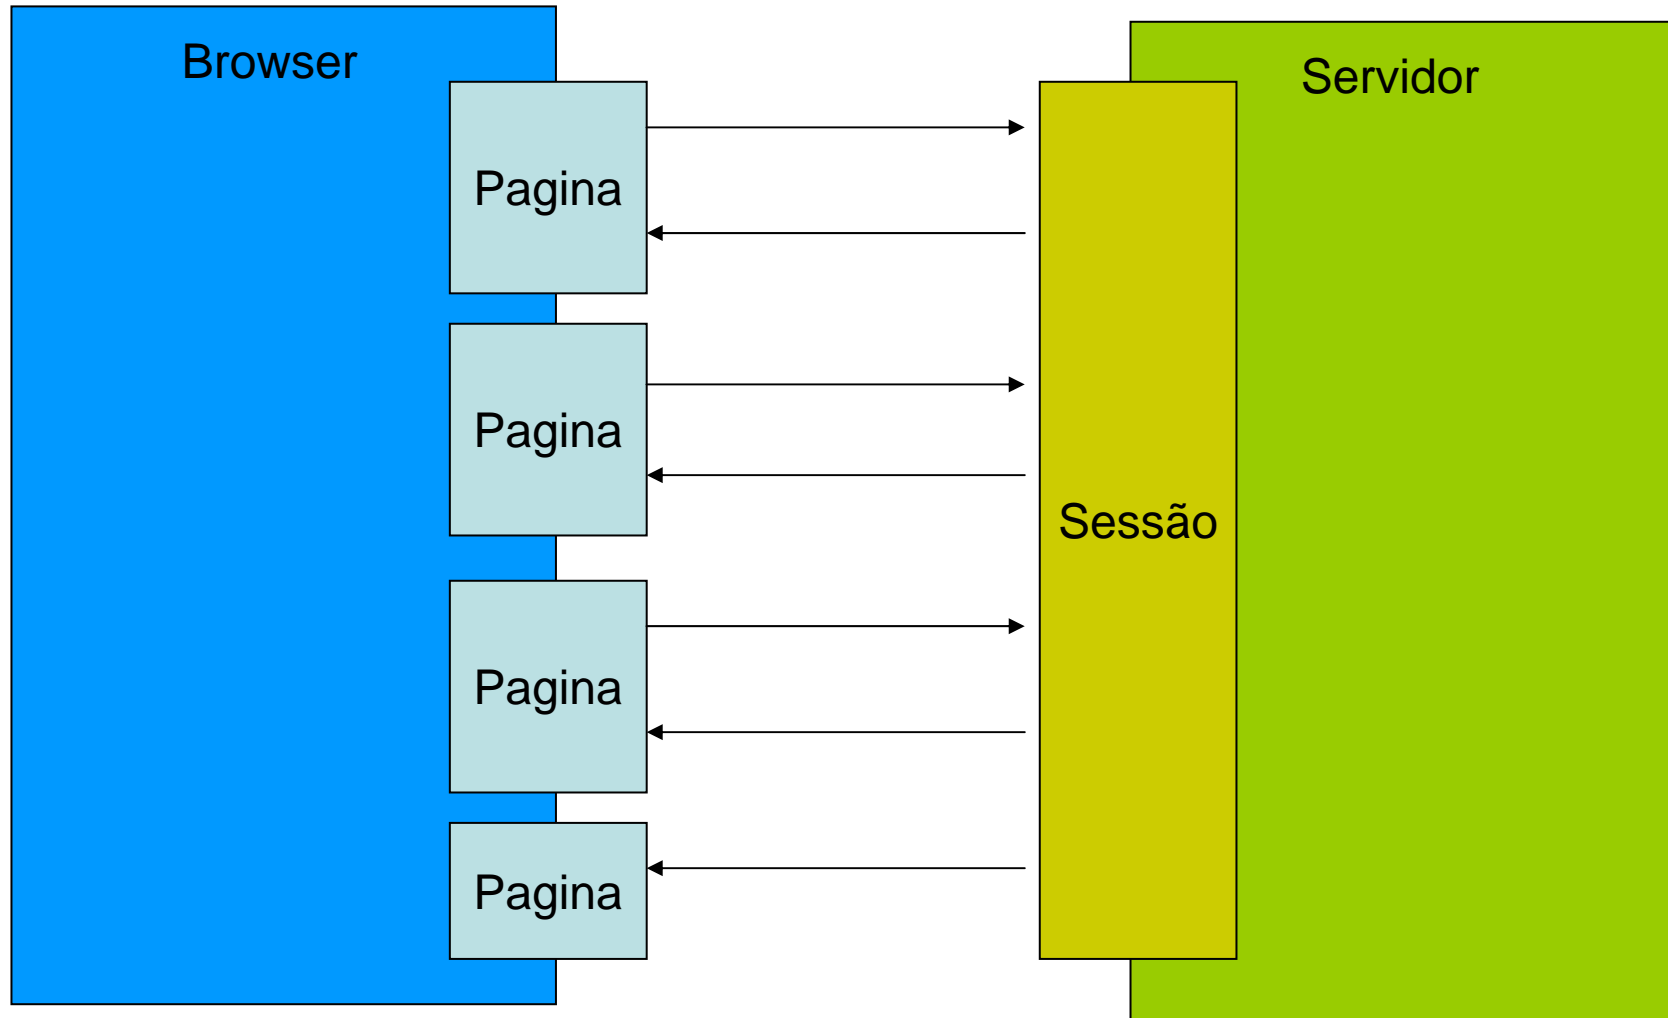 Browser
Servidor
Pagina
Pagina
Sessão
Pagina
Pagina